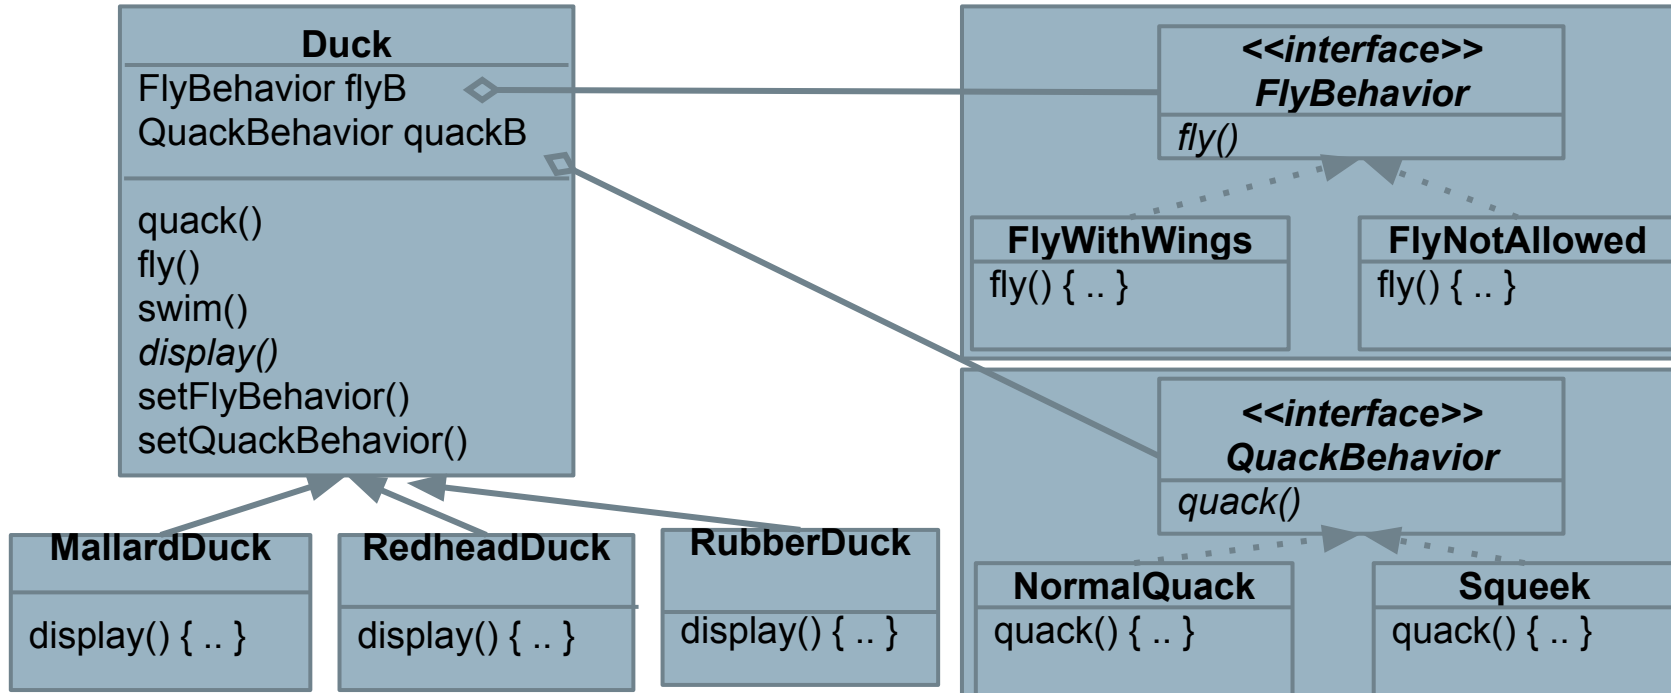 Duck
FlyBehavior flyB
QuackBehavior quackB
quack()
fly()
swim()
display()
setFlyBehavior()
setQuackBehavior()
MallardDuck
display() { .. }
RedheadDuck
display() { .. }
RubberDuck
display() { .. }
<<interface>>
FlyBehavior
fly()
FlyWithWings
fly() { .. }
FlyNotAllowed
fly() { .. }
<<interface>>
QuackBehavior
quack()
NormalQuack
quack() { .. }
Squeek
quack() { .. }